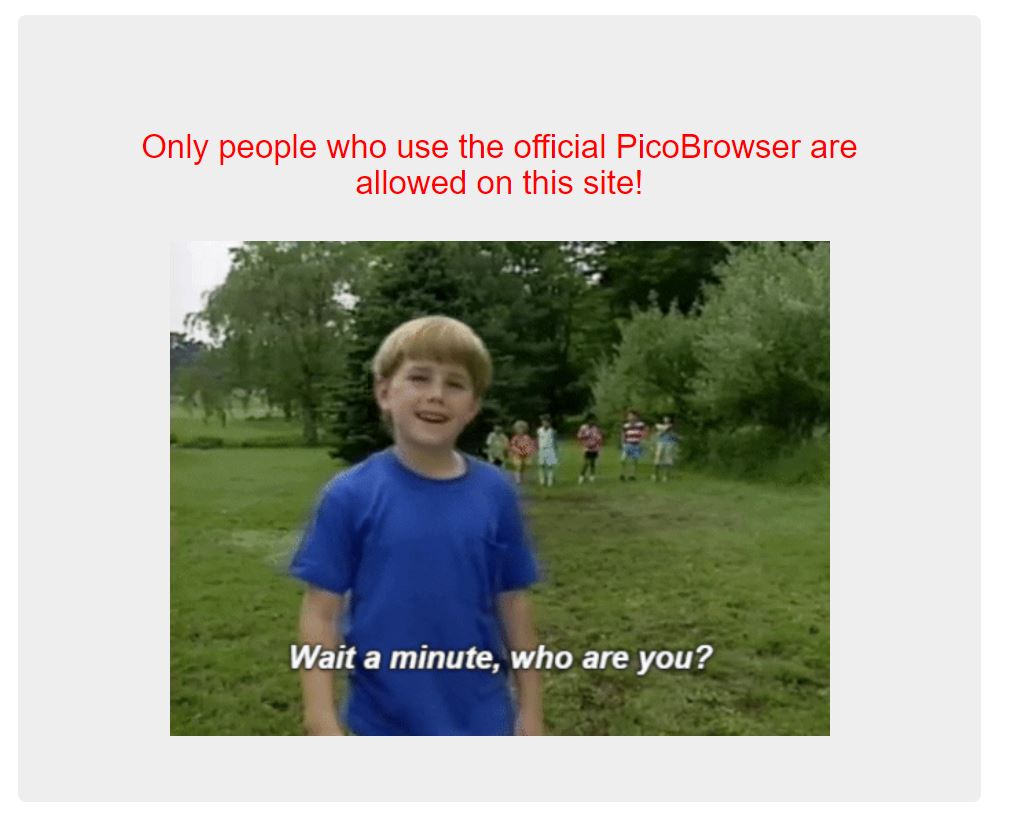 Only people who use the official PicoBrowser are
allowed on this site!
Wait a minute, who are you?